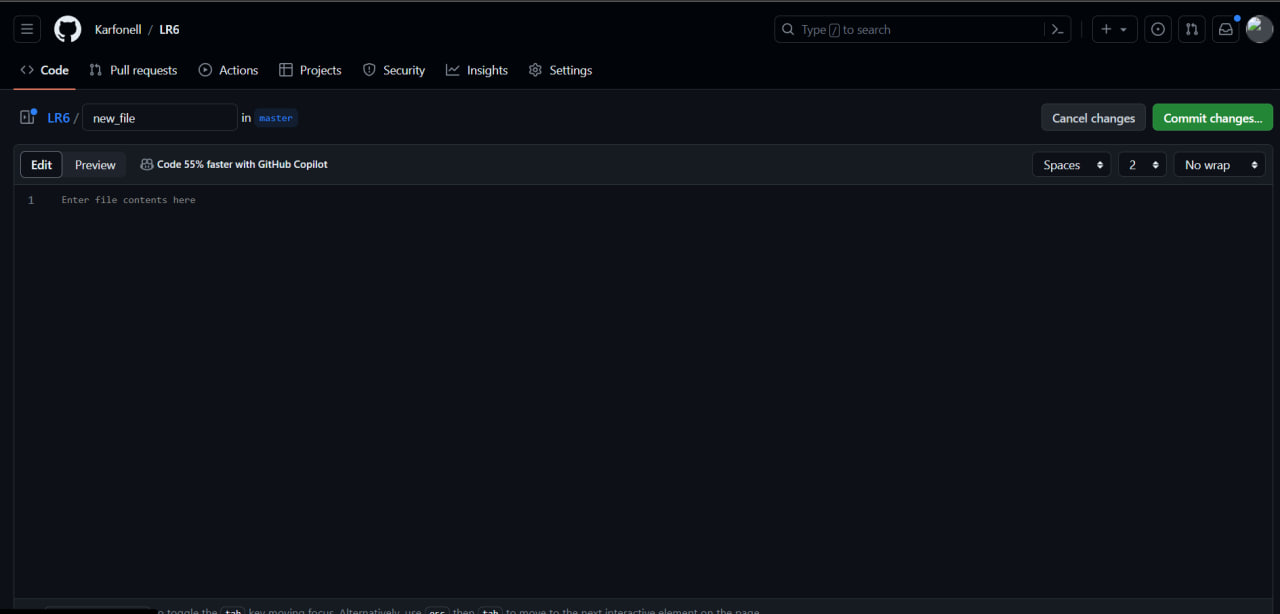 Karfonell / LR6
Type / to search
Code Pull requests Actions Projects Security Insights Settings
LR6 / new_file in master Cancel changes Commit changes...
Edit Preview Code 55% faster with GitHub Copilot Spaces 2 No wrap
1 Enter file contents here
toggle the tab key moving focus. Alternatively, use esc then tab to move to the next interactive element on the page.